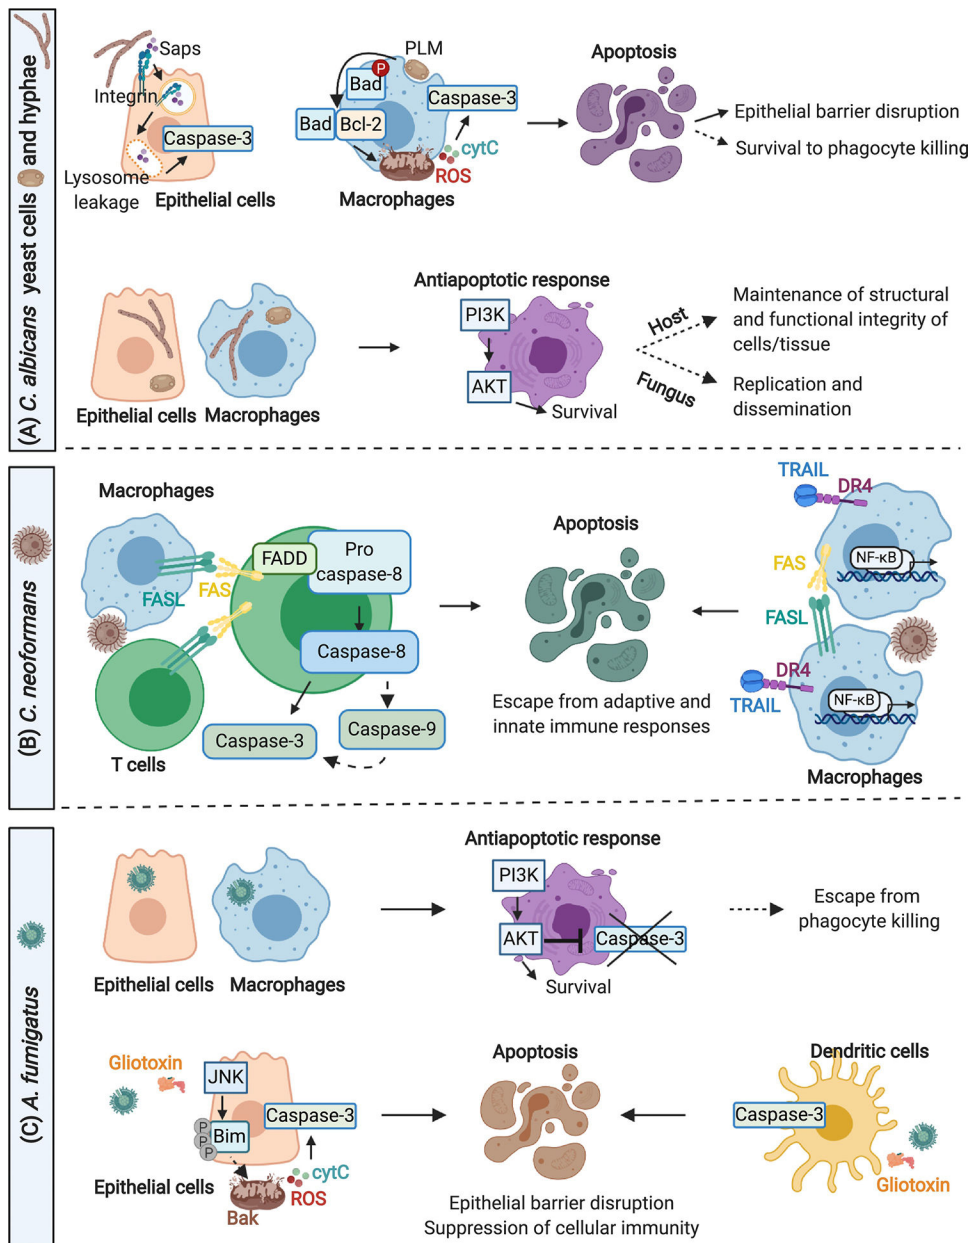 (A) C. albicans yeast cells and hyphae
Saps
Integrin
Caspase-3
Lysosome
leakage
Epithelial cells
PLM
P
Bad
Bad
Bcl-2
Caspase-3
cytC
ROS
Macrophages
Apoptosis
Epithelial barrier disruption
Survival to phagocyte killing
Epithelial cells
Macrophages
Antiapoptotic response
PI3K
AKT
Survival
Host
Fungus
Maintenance of structural
and functional integrity of
cells/tissue
Replication and
dissemination
(B) C. neoformans
Macrophages
FASL
FAS
FADD
Pro
caspase-8
Caspase-8
Caspase-3
Caspase-9
T cells
Apoptosis
Escape from adaptive and
innate immune responses
TRAIL
DR4
NF-κB
FAS
FASL
DR4
TRAIL
NF-κB
Macrophages
(C) A. fumigatus
Epithelial cells
Macrophages
Antiapoptotic response
PI3K
AKT
Caspase-3
Survival
Escape from
phagocyte killing
Gliotoxin
JNK
Caspase-3
P
P
P
Bim
cytC
ROS
Bak
Epithelial cells
Apoptosis
Epithelial barrier disruption
Suppression of cellular immunity
Dendritic cells
Caspase-3
Gliotoxin